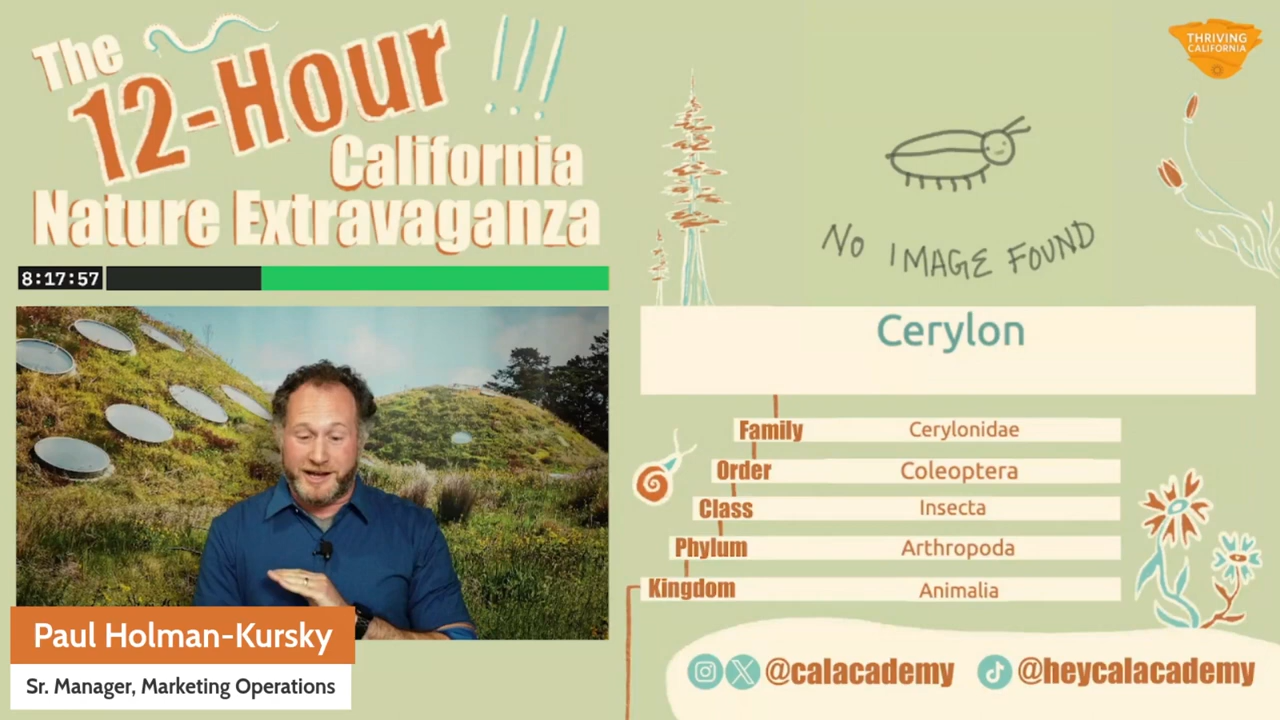 The
12-Hour!!!
California
Nature Extravaganza
8:17:57
Paul Holman-Kursky
Sr. Manager, Marketing Operations
THRIVING
CALIFORNIA
NO IMAGE FOUND
Cerylon
Family Cerylonidae
Order Coleoptera
Class Insecta
Phylum Arthropoda
Kingdom Animalia
@calacademy @heycalacademy